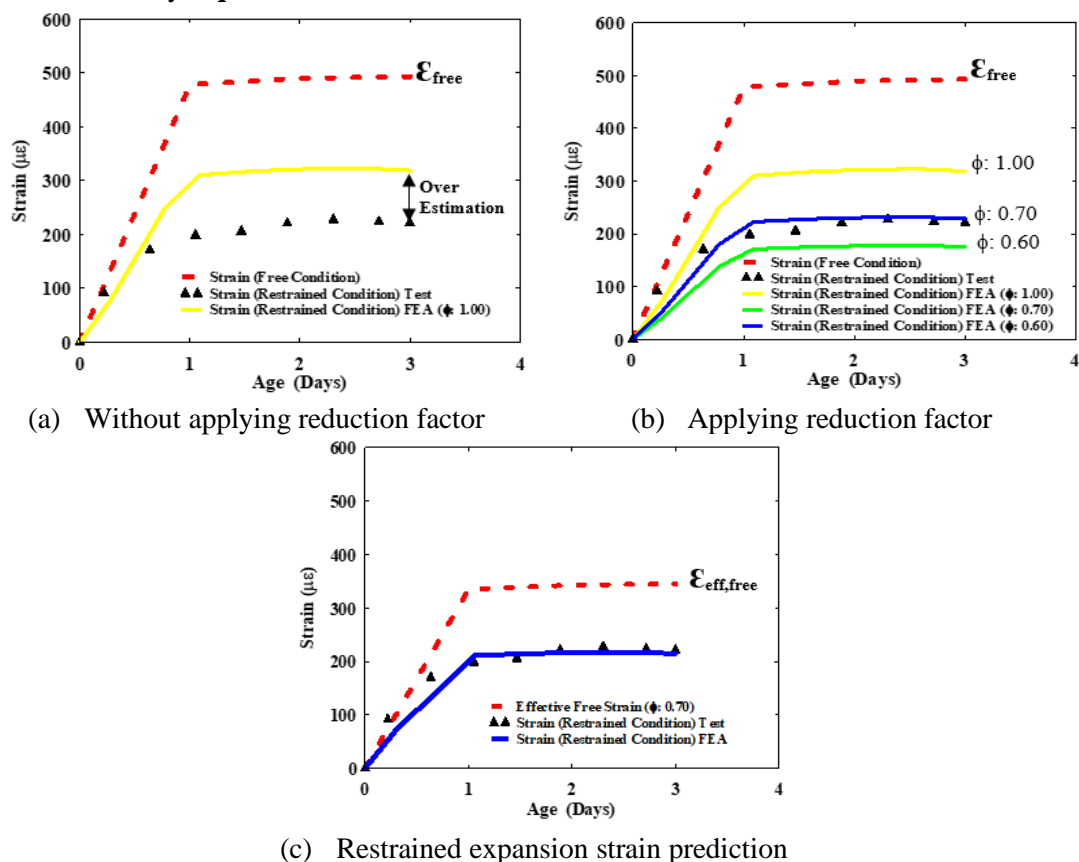 600
500
400
300
200
100
0
Strain (με)
ε free
Over
Estimation
Strain (Free Condition)
Strain (Restrained Condition) Test
Strain (Restrained Condition) FEA (ϕ: 1.00)
0 1 2 3 4
Age (Days)
(a) Without applying reduction factor
600
500
400
300
200
100
0
Strain (με)
ε free
ϕ: 1.00
ϕ: 0.70
ϕ: 0.60
Strain (Free Condition)
Strain (Restrained Condition) Test
Strain (Restrained Condition) FEA (ϕ: 1.00)
Strain (Restrained Condition) FEA (ϕ: 0.70)
Strain (Restrained Condition) FEA (ϕ: 0.60)
0 1 2 3 4
Age (Days)
(b) Applying reduction factor
600
500
400
300
200
100
0
Strain (με)
ε eff,free
Effective Free Strain (ϕ: 0.70)
Strain (Restrained Condition) Test
Strain (Restrained Condition) FEA
0 1 2 3 4
Age (Days)
(c) Restrained expansion strain prediction